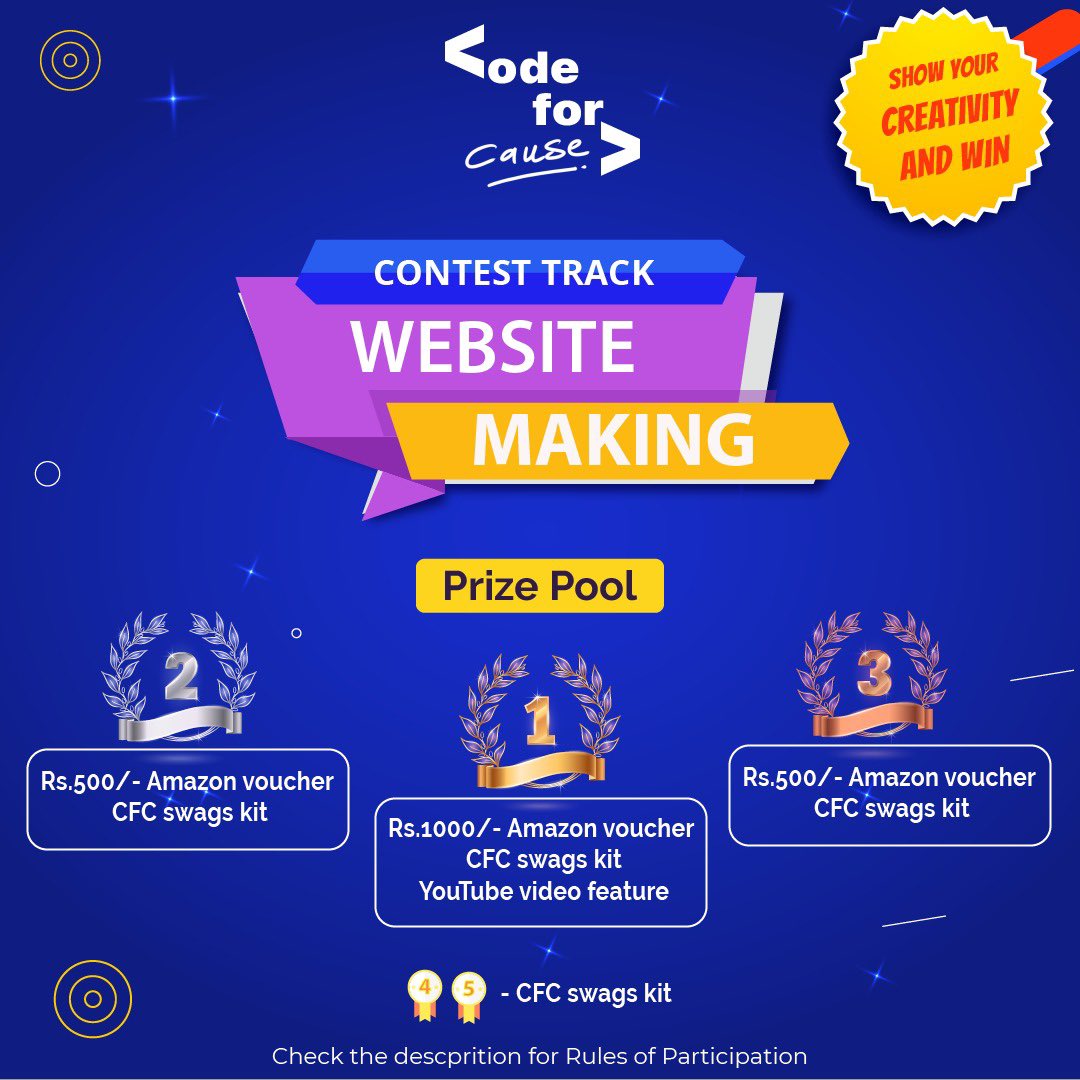 <ode
for
cause>
SHOW YOUR
CREATIVITY
AND WIN
CONTEST TRACK
WEBSITE
MAKING
Prize Pool
2
Rs.500/- Amazon voucher
CFC swags kit
1
Rs.1000/- Amazon voucher
CFC swags kit
YouTube video feature
3
Rs.500/- Amazon voucher
CFC swags kit
4 5 - CFC swags kit
Check the descprition for Rules of Participation